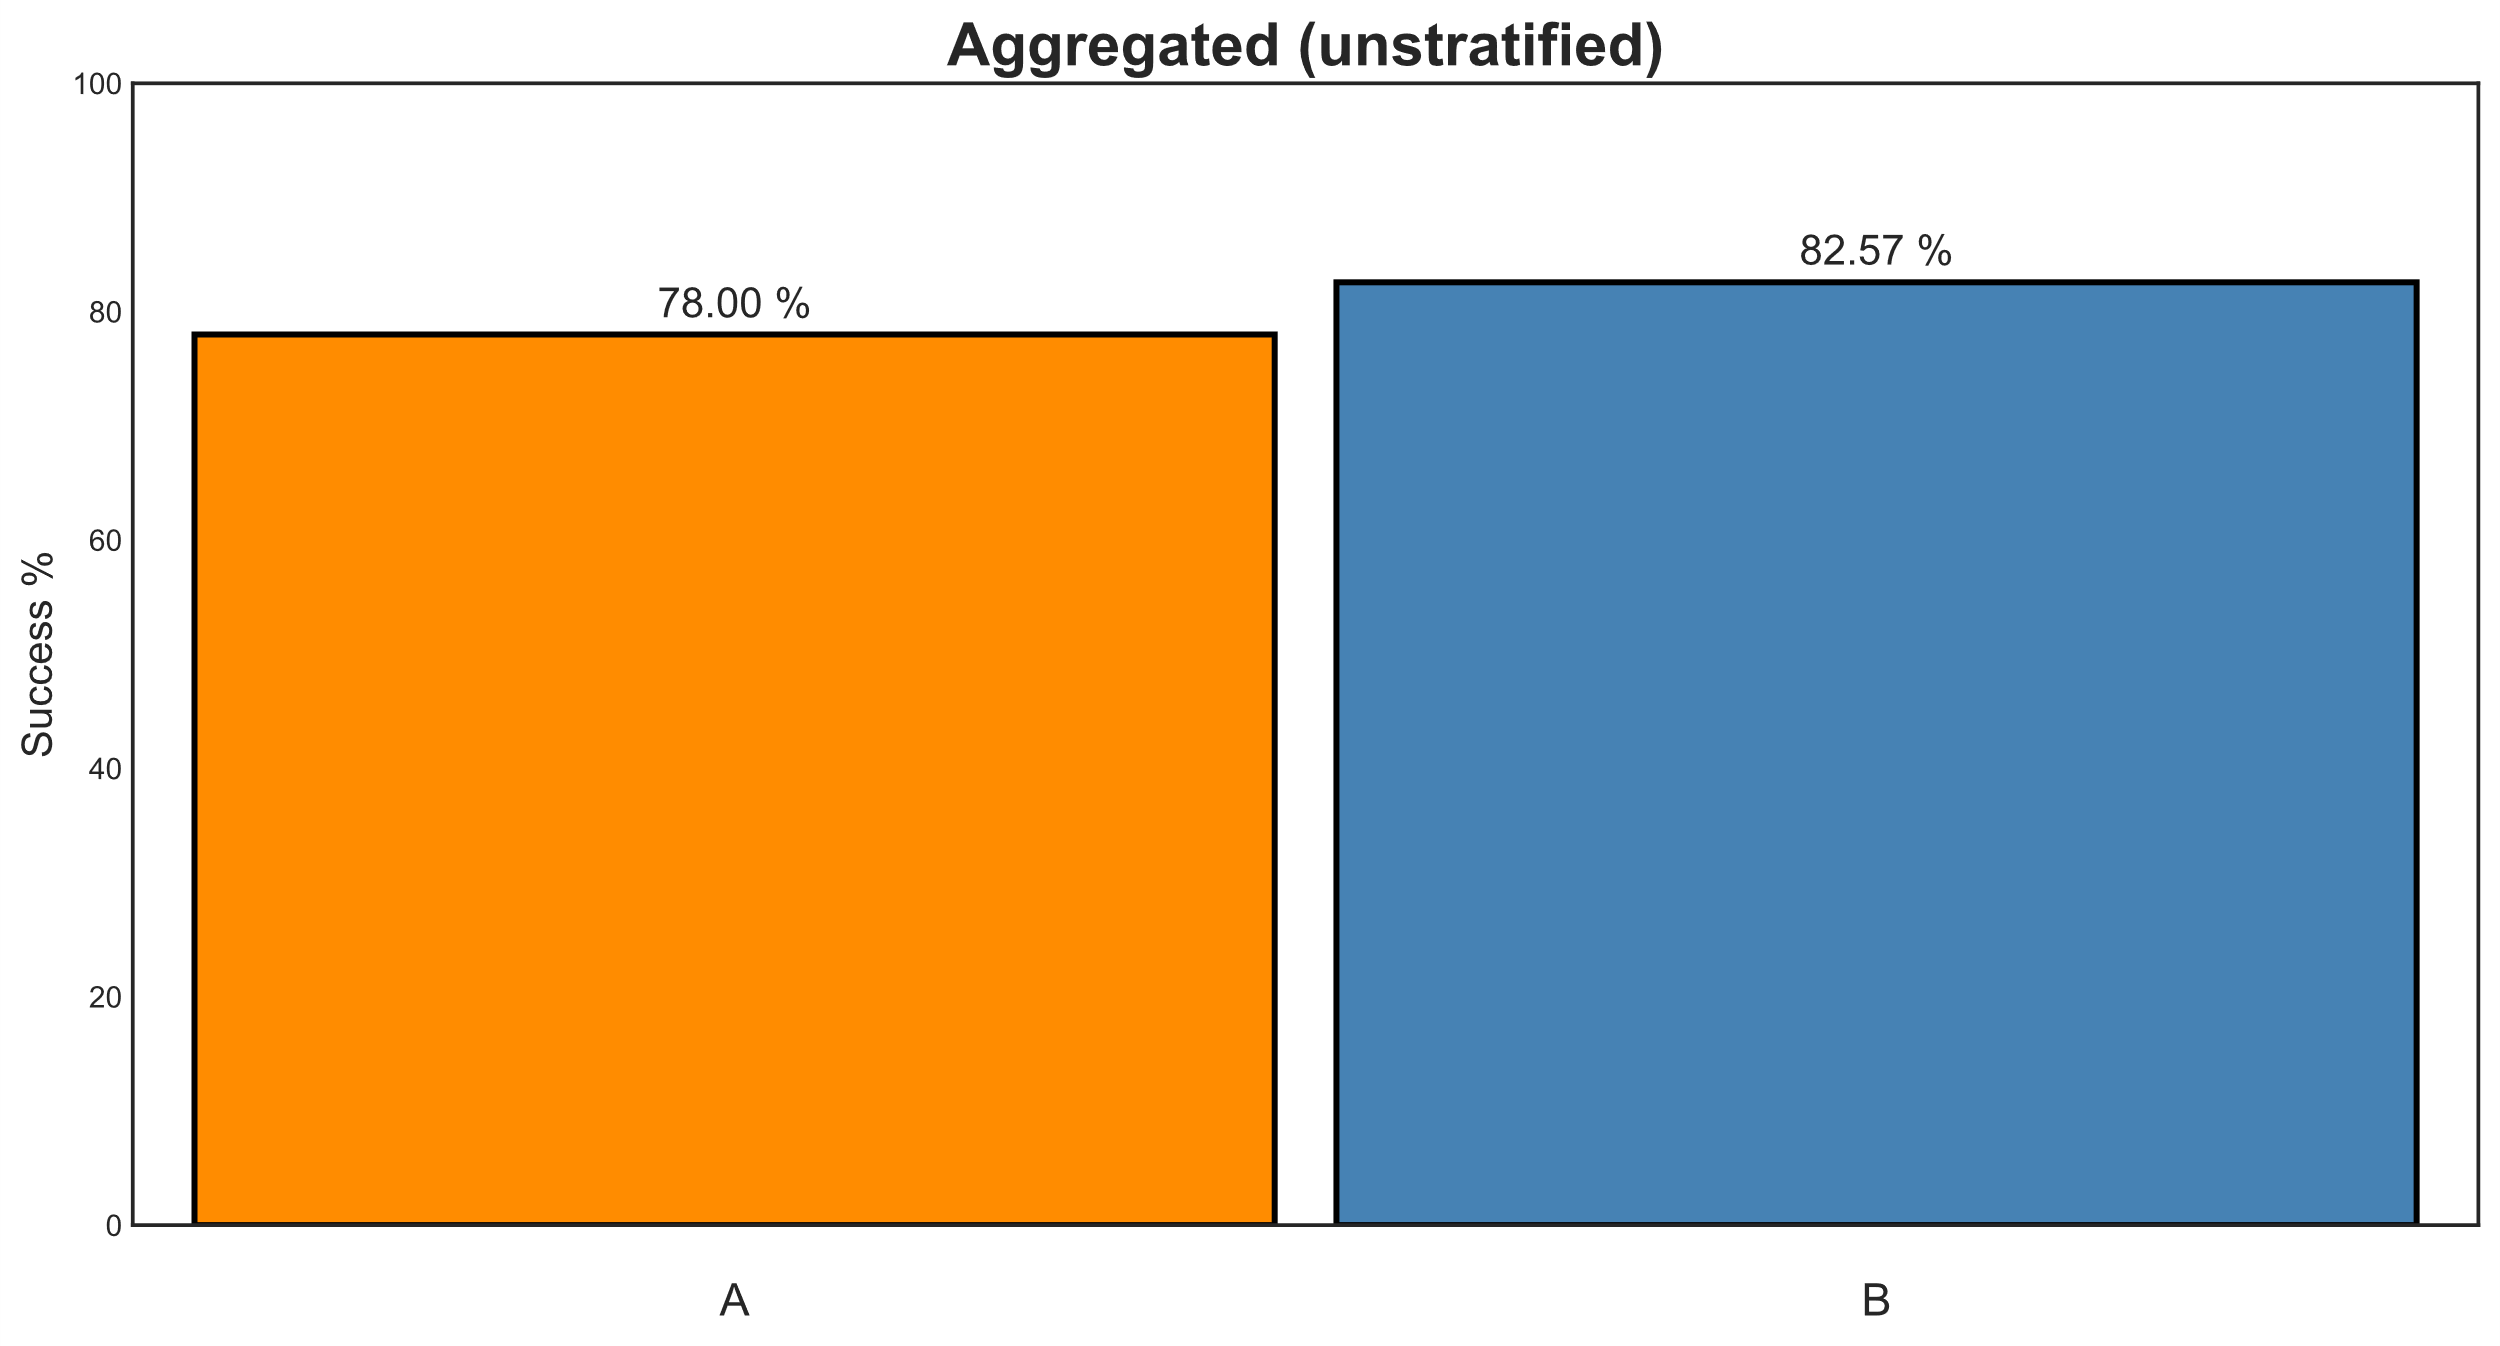 Aggregated (unstratified)
100
80
60
40
20
0
Success %
78.00 %
82.57 %
A
B